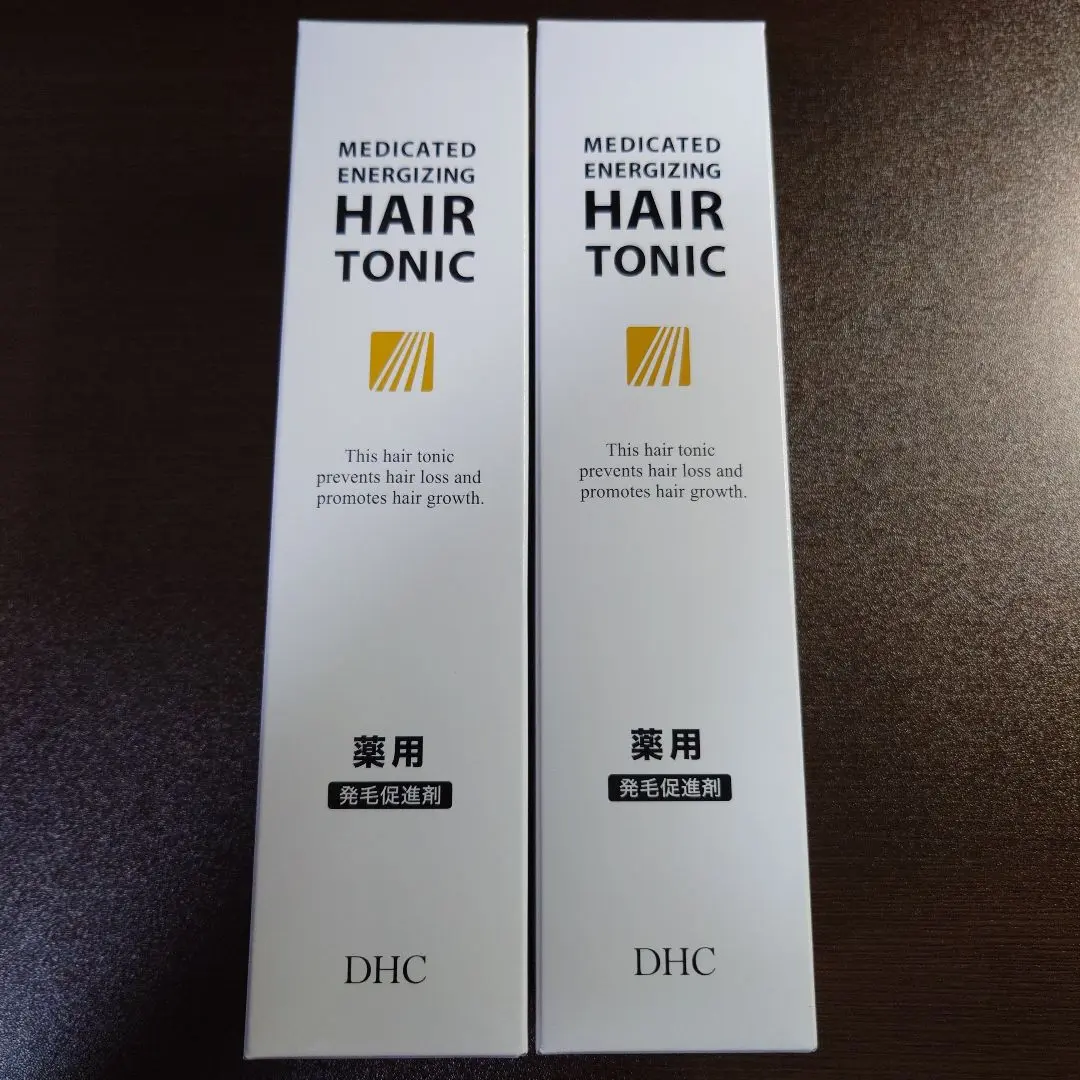 MEDICATED
ENERGIZING
HAIR
TONIC
This hair tonic
prevents hair loss and
promotes hair growth.
薬用
発毛促進剤
DHC
MEDICATED
ENERGIZING
HAIR
TONIC
This hair tonic
prevents hair loss and
promotes hair growth.
薬用
発毛促進剤
DHC